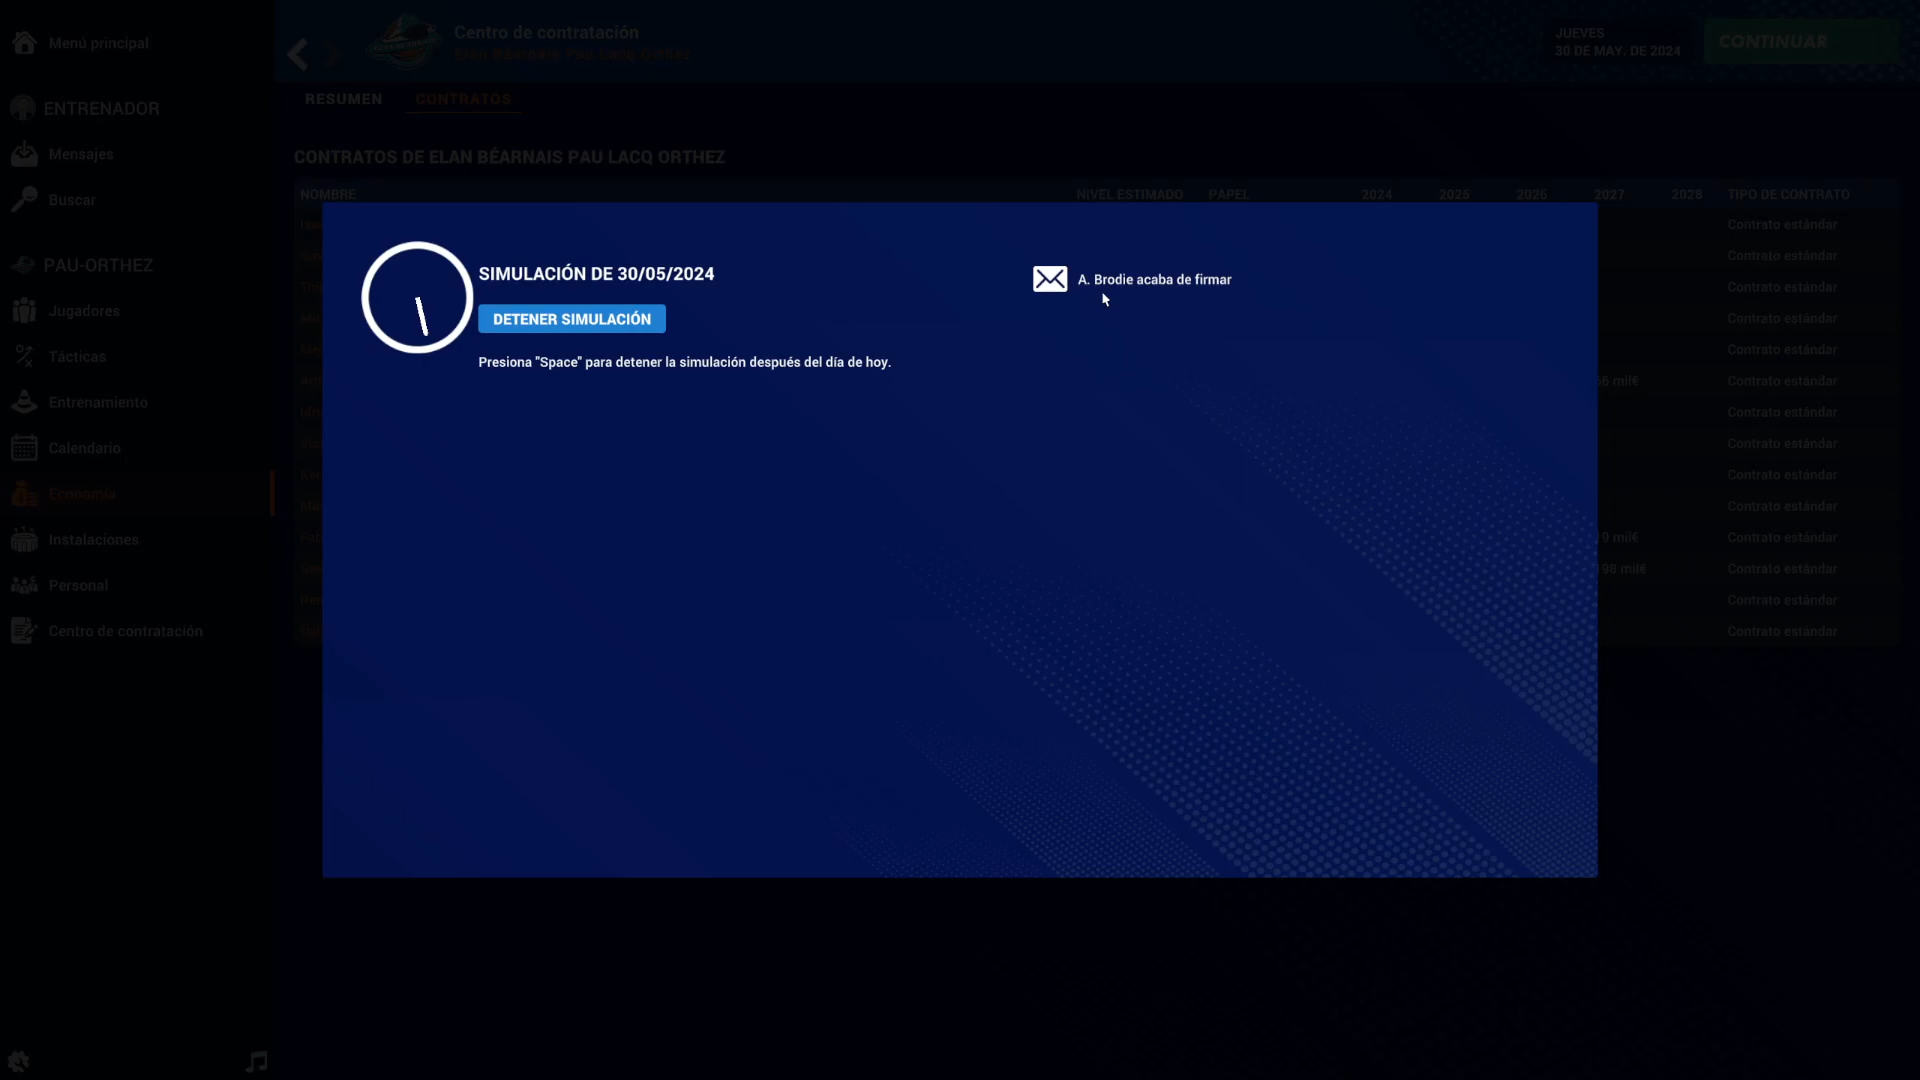 Menú principal
Centro de contratación
Elan Béarnais Pau Lacq Orthez
JUEVES
30 DE MAY. DE 2024
CONTINUAR
RESUMEN
CONTRATOS
ENTRENADOR
Mensajes
Buscar
PAU-ORTHEZ
Jugadores
Tácticas
Entrenamiento
Calendario
Economía
Instalaciones
Personal
Centro de contratación
CONTRATOS DE ELAN BÉARNAIS PAU LACQ ORTHEZ
NOMBRE NIVEL ESTIMADO PAPEL 2024 2025 2026 2027 2028 TIPO DE CONTRATO
Contrato estándar
Contrato estándar
Contrato estándar
Contrato estándar
Contrato estándar
Contrato estándar
Contrato estándar
Contrato estándar
Contrato estándar
Contrato estándar
Contrato estándar
Contrato estándar
Contrato estándar
Contrato estándar
SIMULACIÓN DE 30/05/2024
DETENER SIMULACIÓN
Presiona "Space" para detener la simulación después del día de hoy.
A. Brodie acaba de firmar